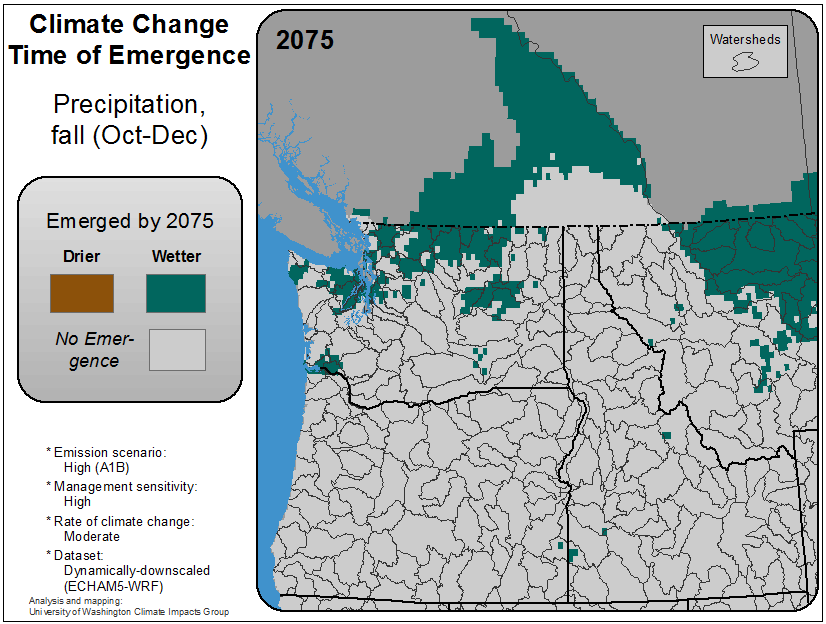 Climate Change
Time of Emergence
Precipitation,
fall (Oct-Dec)
Emerged by 2075
Drier Wetter
No Emer-
gence
* Emission scenario:
High (A1B)
* Management sensitivity:
High
* Rate of climate change:
Moderate
* Dataset:
Dynamically-downscaled
(ECHAM5-WRF)
Analysis and mapping:
University of Washington Climate Impacts Group
2075
Watersheds